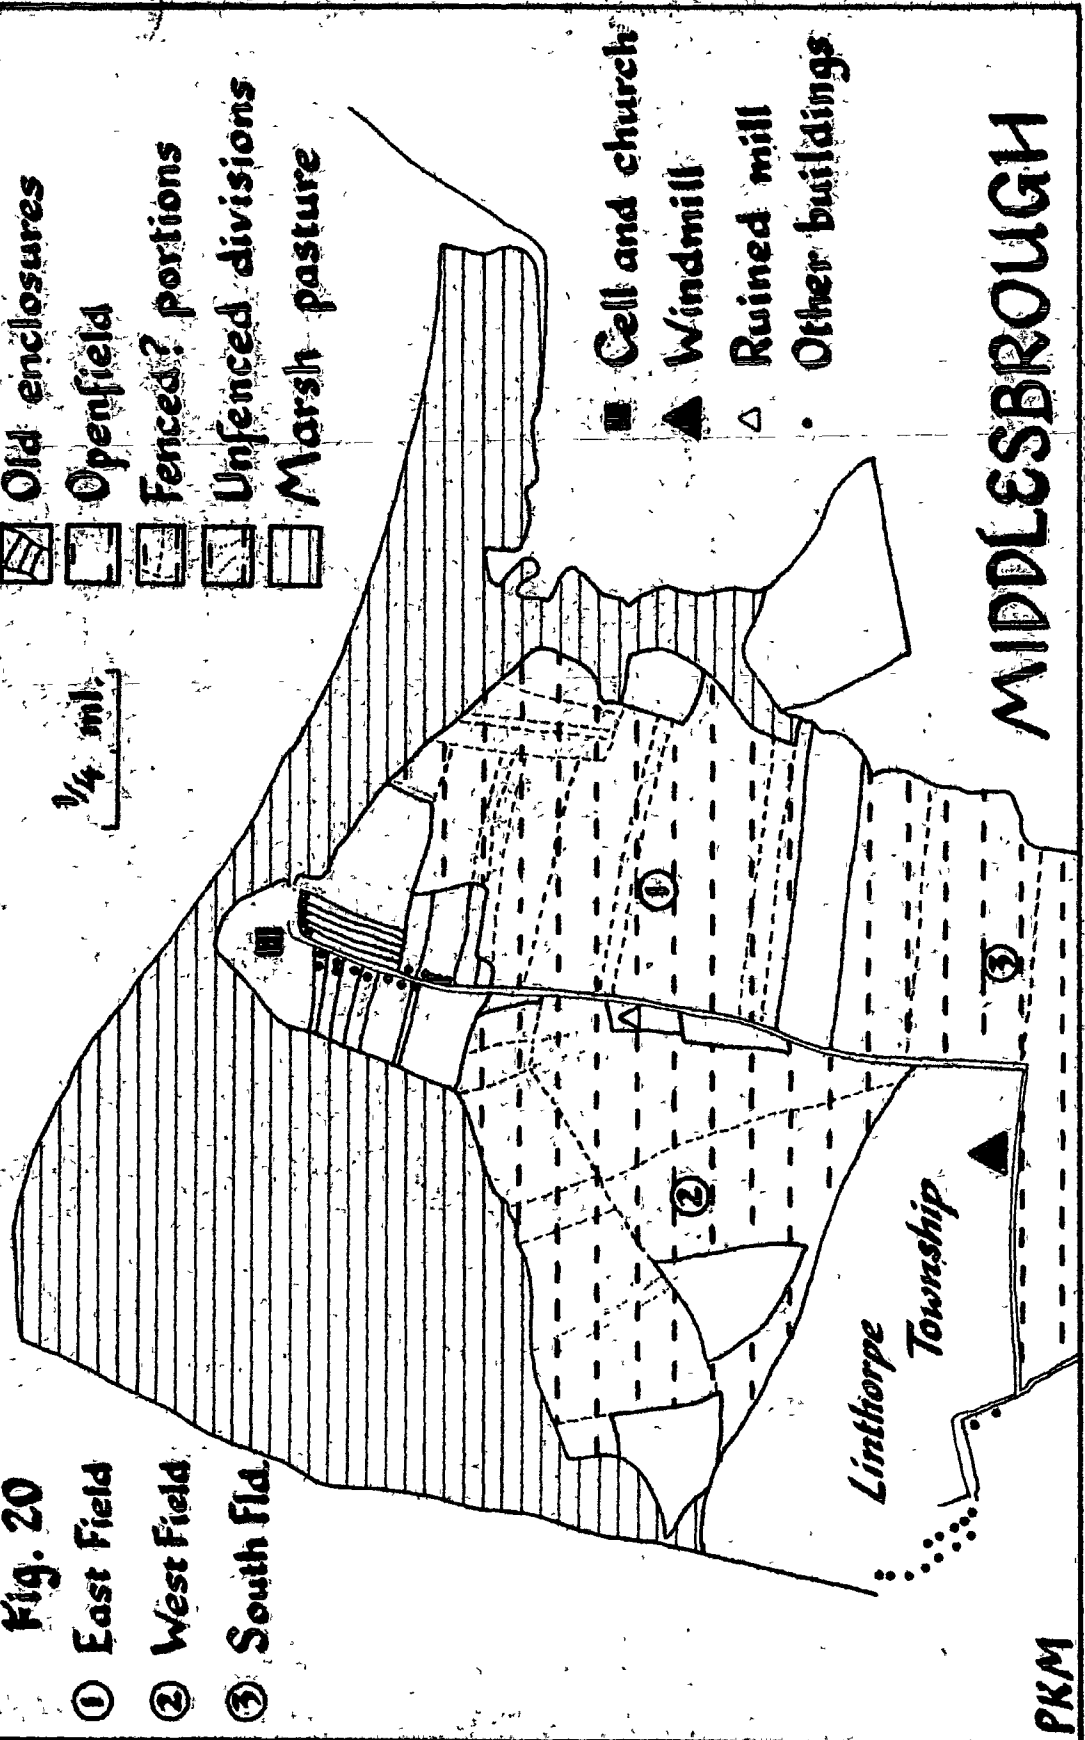 Fig. 20
① East Field
② West Field
③ South Fld.
1/4 ml.
Old enclosures
Openfield
Fenced? portions
Unfenced divisions
Marsh pasture
Cell and church
Windmill
Ruined mill
Other buildings
①
②
③
Linthorpe
Township
PKM
MIDDLESBROUGH